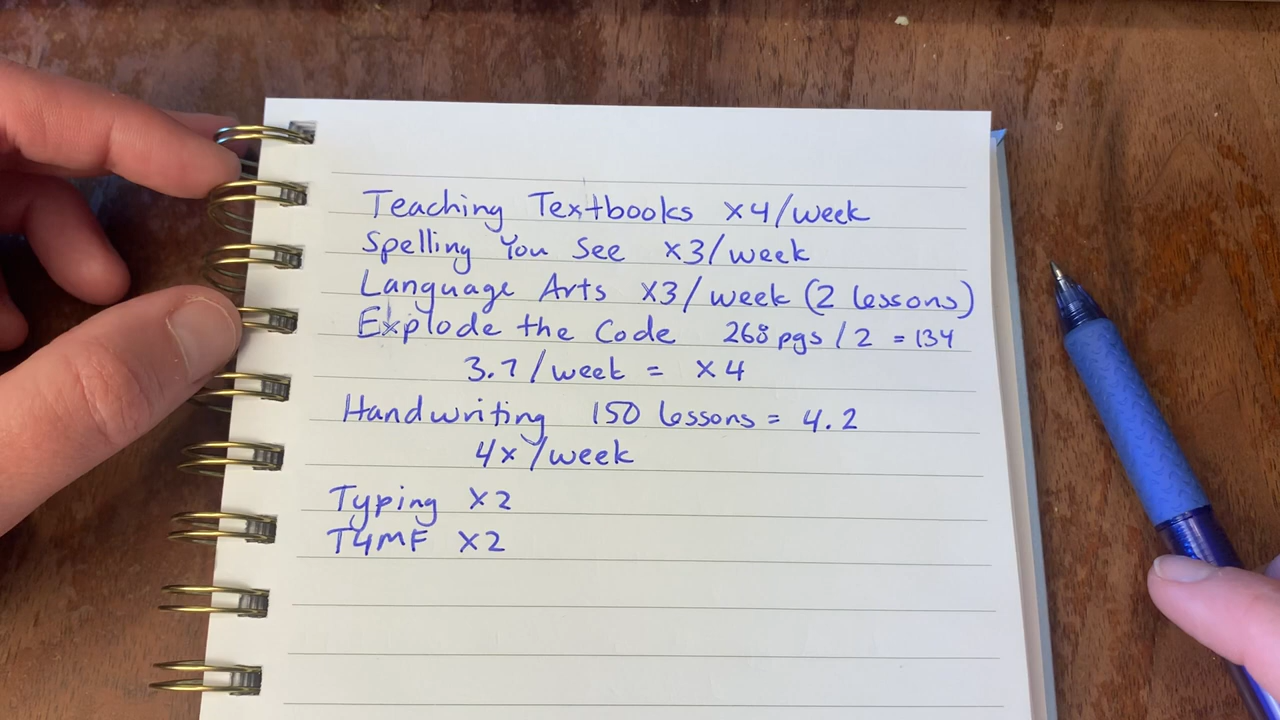 Teaching Textbooks x4/week
Spelling You See x3/week
Language Arts x3/week (2 lessons)
Explode the Code 268 pgs / 2 = 134
3.7/week = x4
Handwriting 150 lessons = 4.2
4x/week
Typing x2
T4MF x2